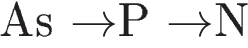 As →P →N